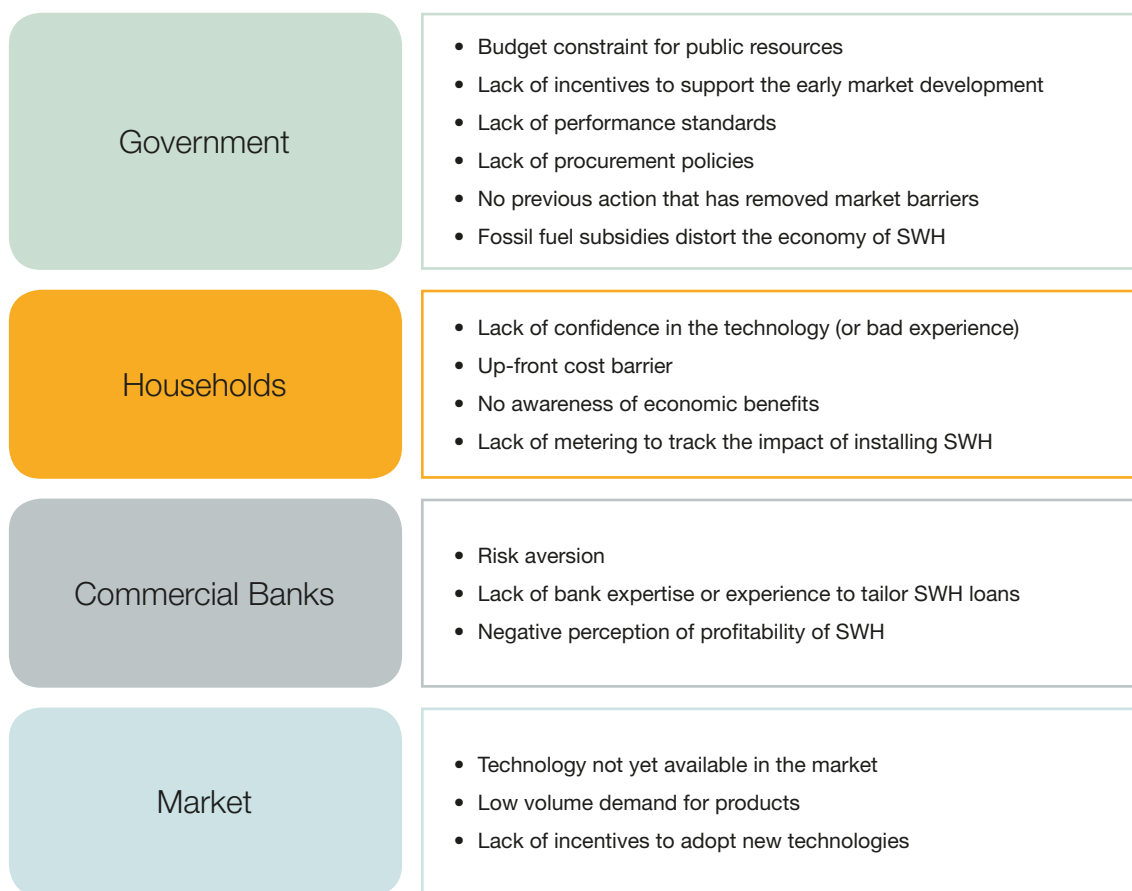 Government
• Budget constraint for public resources
• Lack of incentives to support the early market development
• Lack of performance standards
• Lack of procurement policies
• No previous action that has removed market barriers
• Fossil fuel subsidies distort the economy of SWH
Households
• Lack of confidence in the technology (or bad experience)
• Up-front cost barrier
• No awareness of economic benefits
• Lack of metering to track the impact of installing SWH
Commercial Banks
• Risk aversion
• Lack of bank expertise or experience to tailor SWH loans
• Negative perception of profitability of SWH
Market
• Technology not yet available in the market
• Low volume demand for products
• Lack of incentives to adopt new technologies